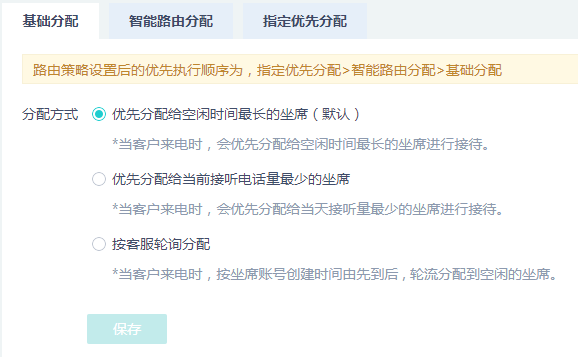 基础分配 智能路由分配 指定优先分配
路由策略设置后的优先执行顺序为，指定优先分配>智能路由分配>基础分配
分配方式 优先分配给空闲时间最长的坐席（默认）
*当客户来电时，会优先分配给空闲时间最长的坐席进行接待。
优先分配给当前接听电话量最少的坐席
*当客户来电时，会优先分配给当天接听量最少的坐席进行接待。
按客服轮询分配
*当客户来电时，按坐席账号创建时间由先到后，轮流分配到空闲的坐席。
保存